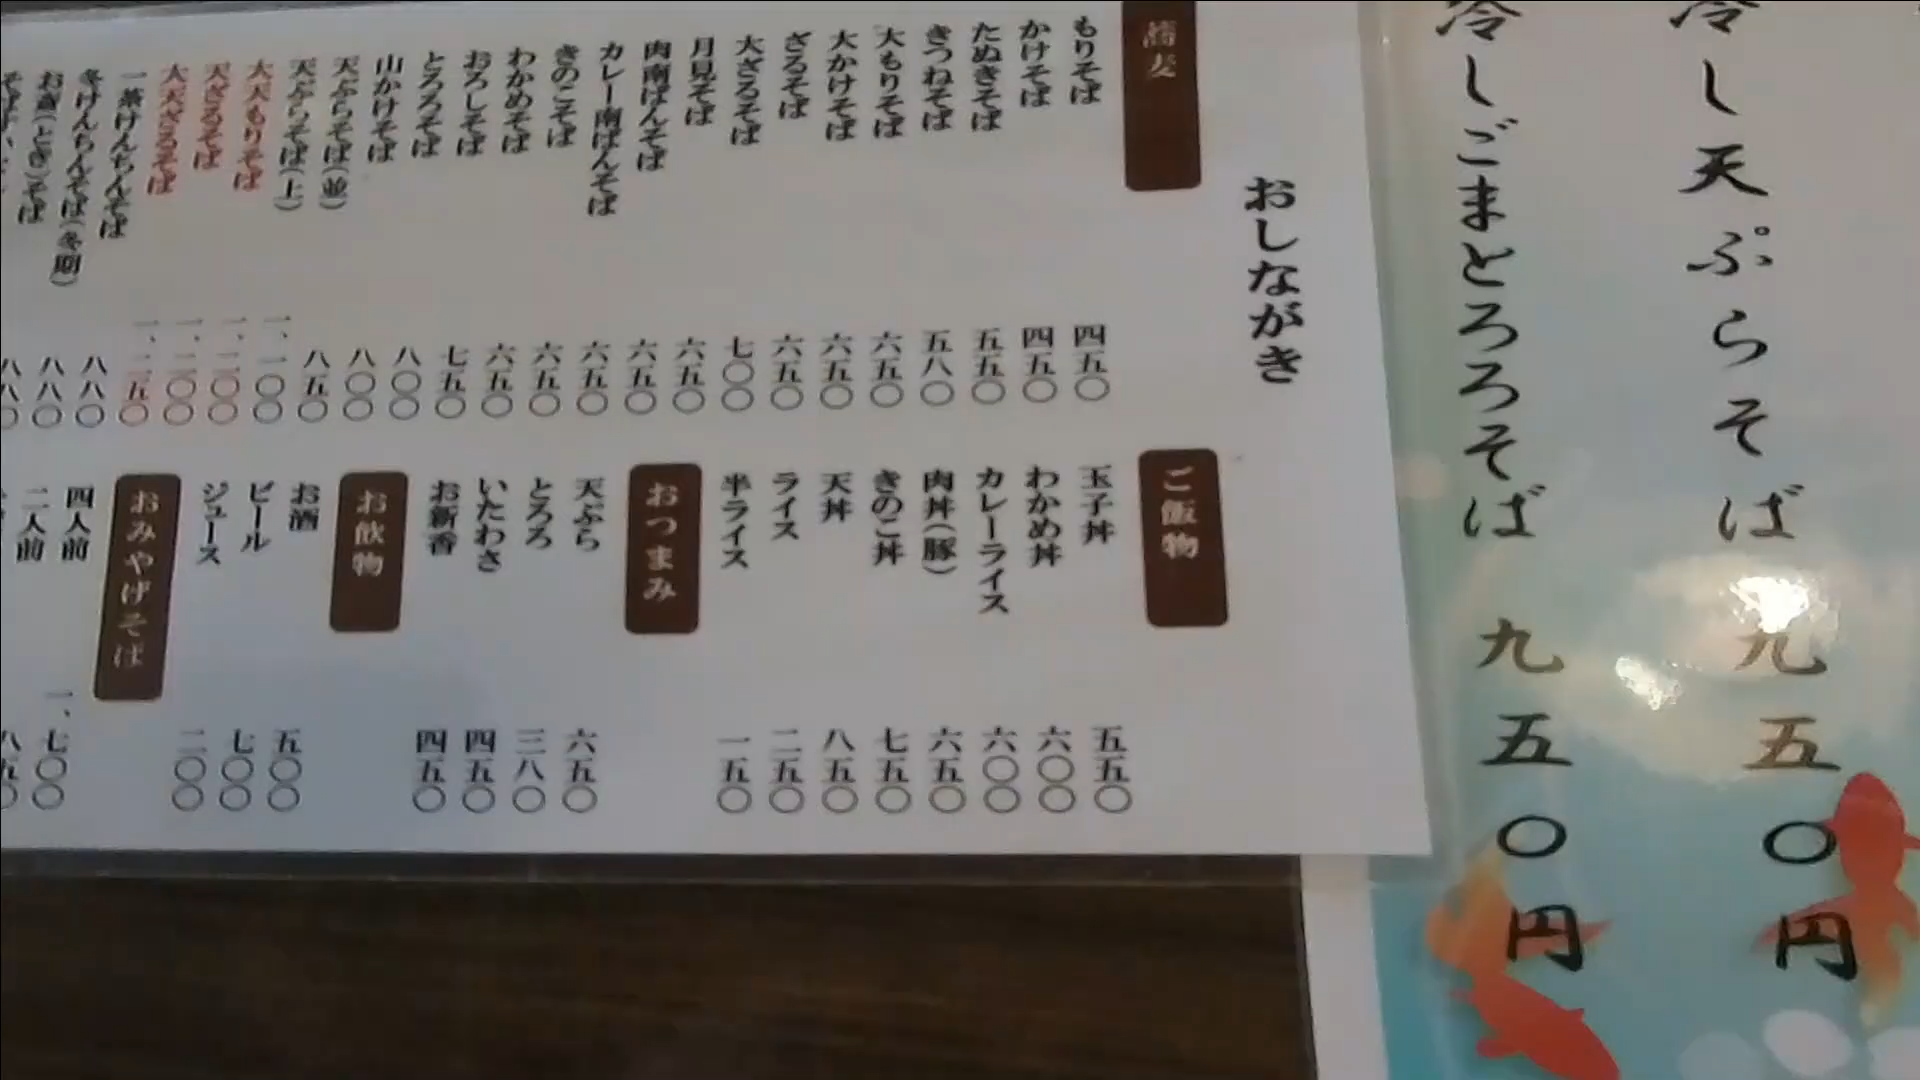 冷し天ぷらそば 九五〇円
冷しごまとろろそば 九五〇円
おしながき
蕎麦
もりそば 四五〇
かけそば 四五〇
たぬきそば 五五〇
きつねそば 五八〇
大もりそば 六五〇
大かけそば 六五〇
ざるそば 六五〇
大ざるそば 七〇〇
月見そば 六五〇
肉南ばんそば 六五〇
カレー南ばんそば 六五〇
きのこそば 六五〇
わかめそば 六五〇
おろしそば 七五〇
とろろそば 八〇〇
山かけそば 八〇〇
天ぷらそば(並) 八五〇
天ぷらそば(上) 一、一〇〇
大天もりそば 一、二〇〇
天ざるそば 一、二〇〇
大天ざるそば 一、二五〇
一茶けんちんそば 八八〇
冬けんちんそば(冬期) 八八〇
お斎(とき)そば 八八〇
ご飯物
玉子丼 五五〇
わかめ丼 六〇〇
カレーライス 六〇〇
肉丼(豚) 六五〇
きのこ丼 七五〇
天丼 八五〇
ライス 二五〇
半ライス 一五〇
おつまみ
天ぷら 六五〇
とろろ 三八〇
いたわさ 四五〇
お新香 四五〇
お飲物
お酒 五〇〇
ビール 七〇〇
ジュース 二〇〇
おみやげそば
四人前 一、七〇〇
二人前 八五〇